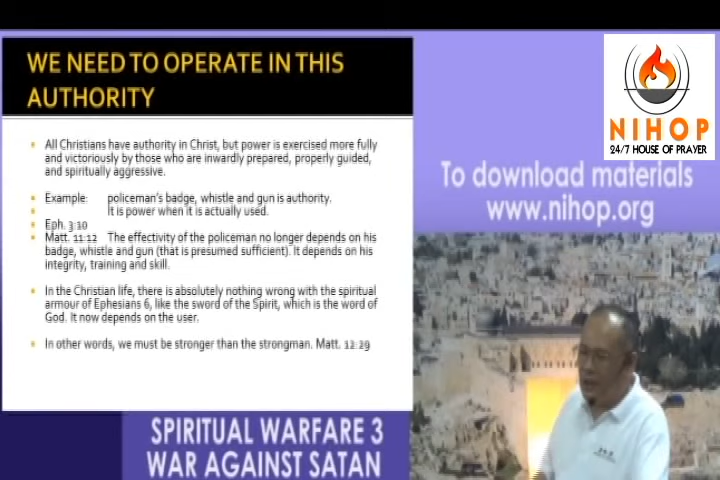 WE NEED TO OPERATE IN THIS
AUTHORITY
All Christians have authority in Christ, but power is exercised more fully
and victoriously by those who are inwardly prepared, properly guided,
and spiritually aggressive.
Example: policeman's badge, whistle and gun is authority.
It is power when it is actually used.
Eph. 3:10
Matt. 11:12 The effectivity of the policeman no longer depends on his
badge, whistle and gun (that is presumed sufficient). It depends on his
integrity, training and skill.
In the Christian life, there is absolutely nothing wrong with the spiritual
armour of Ephesians 6, like the sword of the Spirit, which is the word of
God. It now depends on the user.
In other words, we must be stronger than the strongman. Matt. 12:29
NIHOP
24/7 HOUSE OF PRAYER
To download materials
www.nihop.org
SPIRITUAL WARFARE 3
WAR AGAINST SATAN